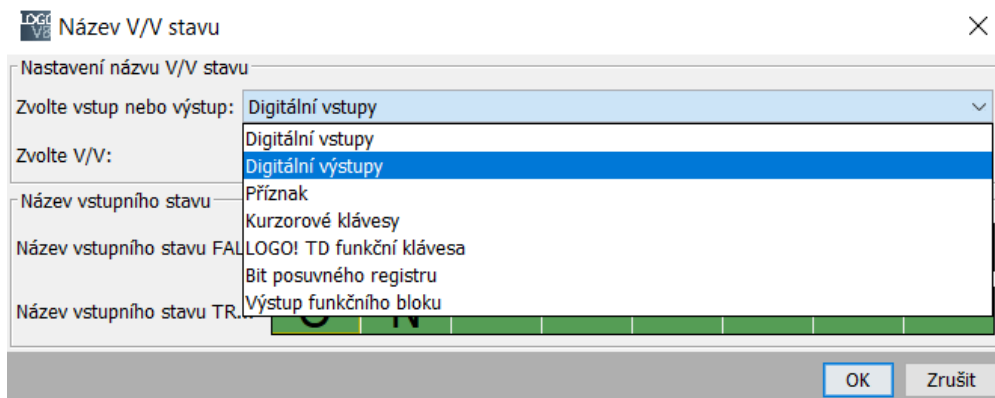 LOGO V8 Název V/V stavu
Nastavení názvu V/V stavu
Zvolte vstup nebo výstup: Digitální vstupy
Digitální vstupy
Zvolte V/V:
Digitální výstupy
Příznak
Název vstupního stavu
Kurzorové klávesy
Název vstupního stavu FAL
LOGO! TD funkční klávesa
Bit posuvného registru
Výstup funkčního bloku
Název vstupního stavu TR...
O N
OK Zrušit